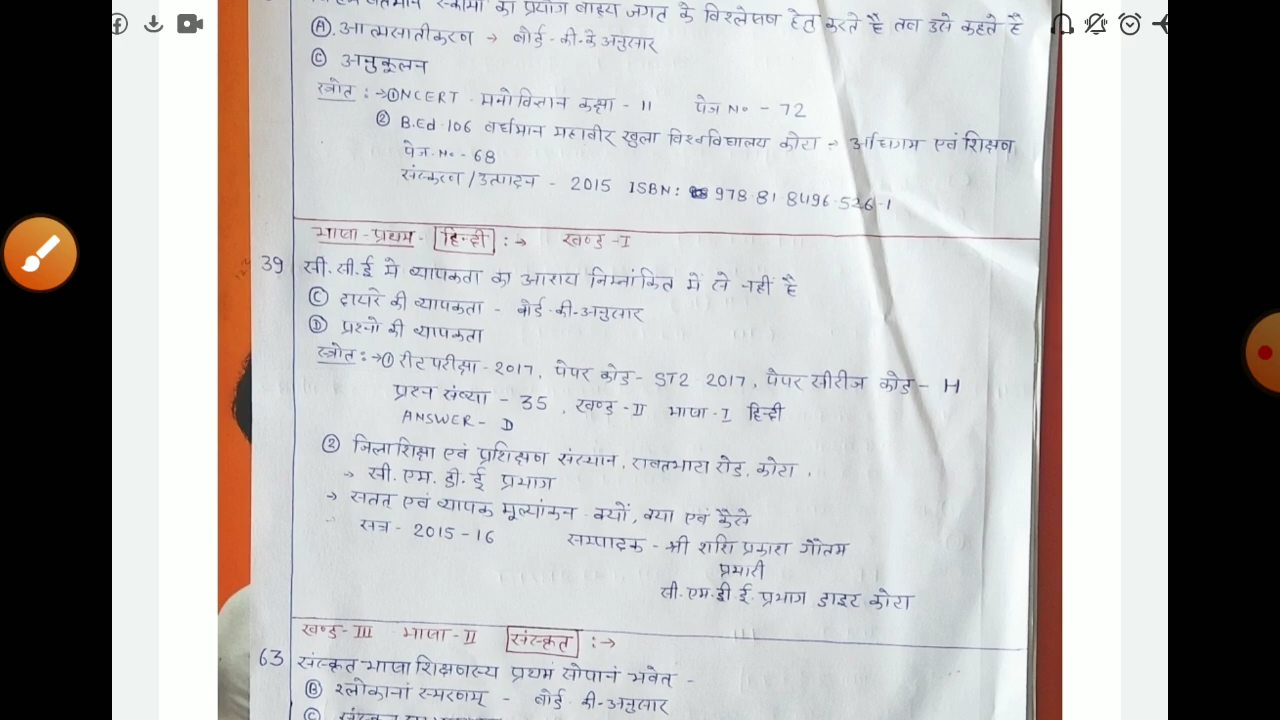 वर्तमान स्कीमा का प्रयोग बाह्य जगत के विश्लेषण हेतु करते है तब उसे कहते है
Ⓐ. आत्मसातीकरण → बोर्ड-की-के अनुसार
Ⓒ अनुकूलन
स्त्रोत :→① NCERT - मनोविज्ञान कक्षा - 11 पेज No - 72
② B.Ed-106 वर्धमान महावीर खुला विश्वविद्यालय कोटा → अधिगम एवं शिक्षण
पेज.No.-68
संस्करण/उत्पादन - 2015 ISBN: 978-81 8496-526-1
भाषा-प्रथम- हिन्दी :→ खण्ड-I
39 सी.सी.ई में व्यापकता का आशय निम्नांकित में से नहीं है
Ⓒ दायरे की व्यापकता - बोर्ड-की-अनुसार
Ⓓ प्रश्नो की व्यापकता
स्त्रोत :→① रीट परीक्षा-2017, पेपर कोड- ST2 2017, पेपर सीरीज कोड- H
प्रश्न संख्या - 35, खण्ड-II भाषा-I हिन्दी
ANSWER- D
② जिला शिक्षा एवं प्रशिक्षण संस्थान, रावतभाटा रोड, कोटा.
→ सी.एम.डी.ई प्रभाग
→ सतत् एवं व्यापक मूल्यांकन क्यों, क्या एवं कैसे
सत्र- 2015-16 सम्पादक - श्री शशि प्रकाश गौतम
प्रभारी
सी.एम.डी ई. प्रभाग डाइट कोटा
खण्ड-III भाषा-II संस्कृत :→
63 संस्कृत भाषा शिक्षणस्य प्रथमं सोपानं भवेत् -
Ⓑ श्लोकानां स्मरणम् - बोर्ड-की-अनुसार
Ⓒ